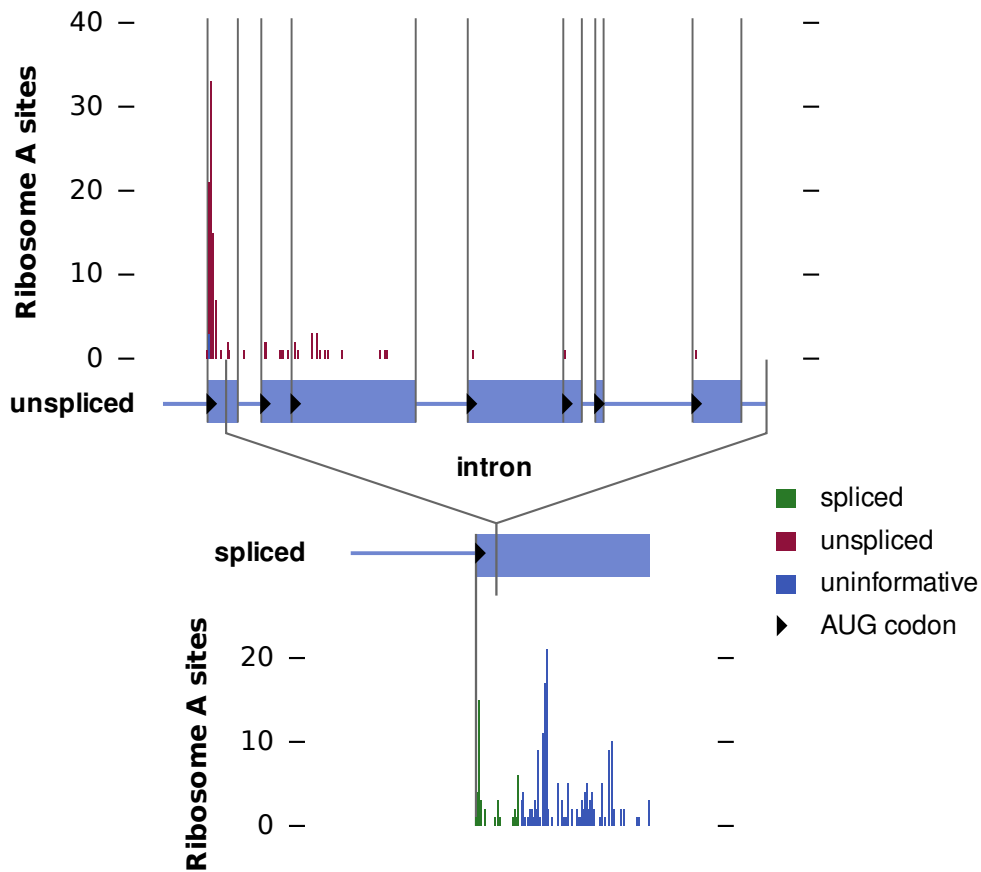 40
30
20
10
0
Ribosome A sites
unspliced
intron
spliced
spliced
unspliced
uninformative
AUG codon
20
10
0
Ribosome A sites